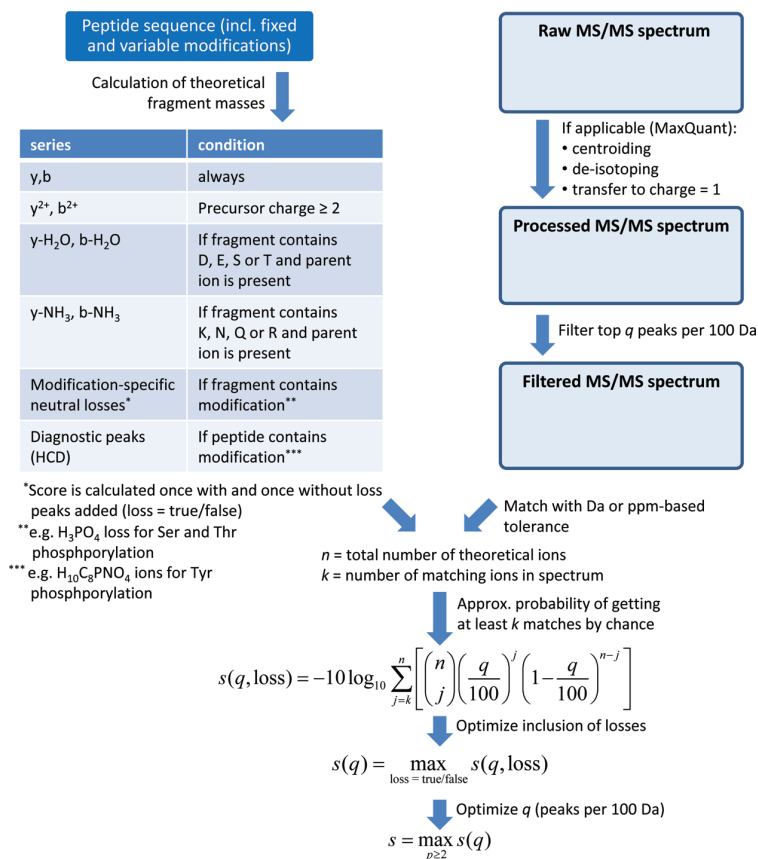 Peptide sequence (incl. fixed
and variable modifications)
Calculation of theoretical
fragment masses
series condition
y,b always
y²⁺, b²⁺ Precursor charge ≥ 2
y-H₂O, b-H₂O If fragment contains
D, E, S or T and parent
ion is present
y-NH₃, b-NH₃ If fragment contains
K, N, Q or R and parent
ion is present
Modification-specific If fragment contains
neutral losses* modification**
Diagnostic peaks If peptide contains
(HCD) modification***
*Score is calculated once with and once without loss
peaks added (loss = true/false)
**e.g. H₃PO₄ loss for Ser and Thr
phosphporylation
***e.g. H₁₀C₈PNO₄ ions for Tyr
phosphporylation
Raw MS/MS spectrum
If applicable (MaxQuant):
• centroiding
• de-isotoping
• transfer to charge = 1
Processed MS/MS spectrum
Filter top q peaks per 100 Da
Filtered MS/MS spectrum
Match with Da or ppm-based
tolerance
n = total number of theoretical ions
k = number of matching ions in spectrum
Approx. probability of getting
at least k matches by chance
s(q,loss) = −10 log₁₀ ∑_{j=k}^{n} [ (n j) (q/100)^j (1−q/100)^{n−j} ]
Optimize inclusion of losses
s(q) = max_{loss = true/false} s(q,loss)
Optimize q (peaks per 100 Da)
s = max_{p≥2} s(q)